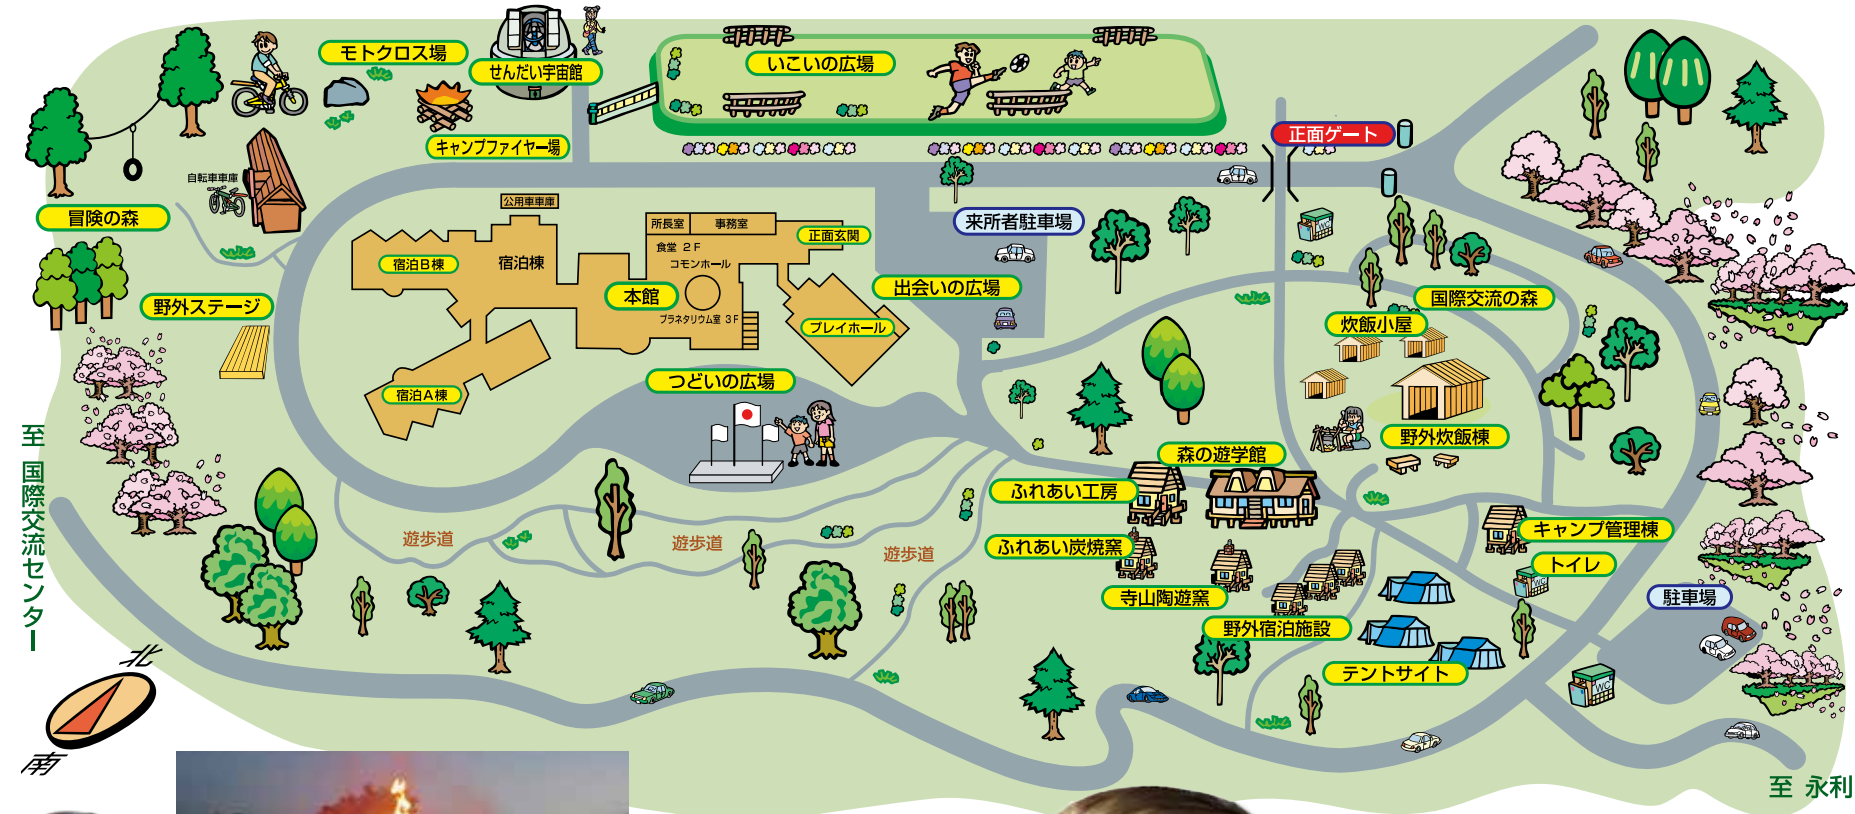 モトクロス場
せんだい宇宙館
いこいの広場
キャンプファイヤー場
正面ゲート
自転車車庫
冒険の森
公用車車庫
所長室
事務室
正面玄関
来所者駐車場
食堂 2F
コモンホール
宿泊B棟
宿泊棟
本館
出会いの広場
国際交流の森
野外ステージ
プラネタリウム室 3F
プレイホール
炊飯小屋
つどいの広場
宿泊A棟
野外炊飯棟
至 国際交流センター
森の遊学館
ふれあい工房
キャンプ管理棟
遊歩道
遊歩道
遊歩道
ふれあい炭焼窯
トイレ
WC
寺山陶遊窯
駐車場
野外宿泊施設
テントサイト
WC
北
南
至 永利